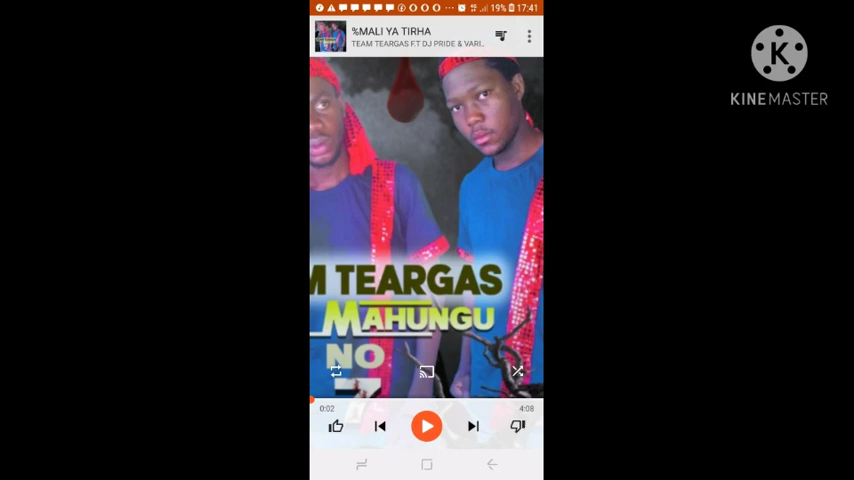 19% 17:41
%MALI YA TIRHA
TEAM TEARGAS F.T DJ PRIDE & VARI..
K
KINEMASTER
M TEARGAS
MAHUNGU
NO
7
0:02
4:08